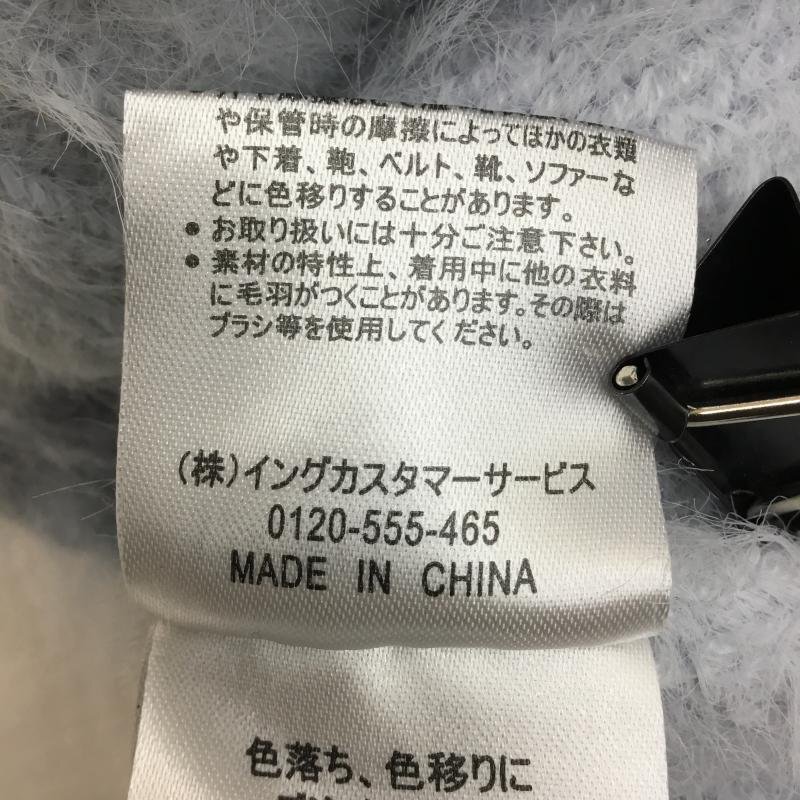 や保管時の摩擦によってほかの衣類
や下着、鞄、ベルト、靴、ソファーな
どに色移りすることがあります。
●お取り扱いには十分ご注意下さい。
●素材の特性上、着用中に他の衣料
に毛羽がつくことがあります。その際は
ブラシ等を使用してください。
(株)イングカスタマーサービス
0120-555-465
MADE IN CHINA
色落ち、色移りに